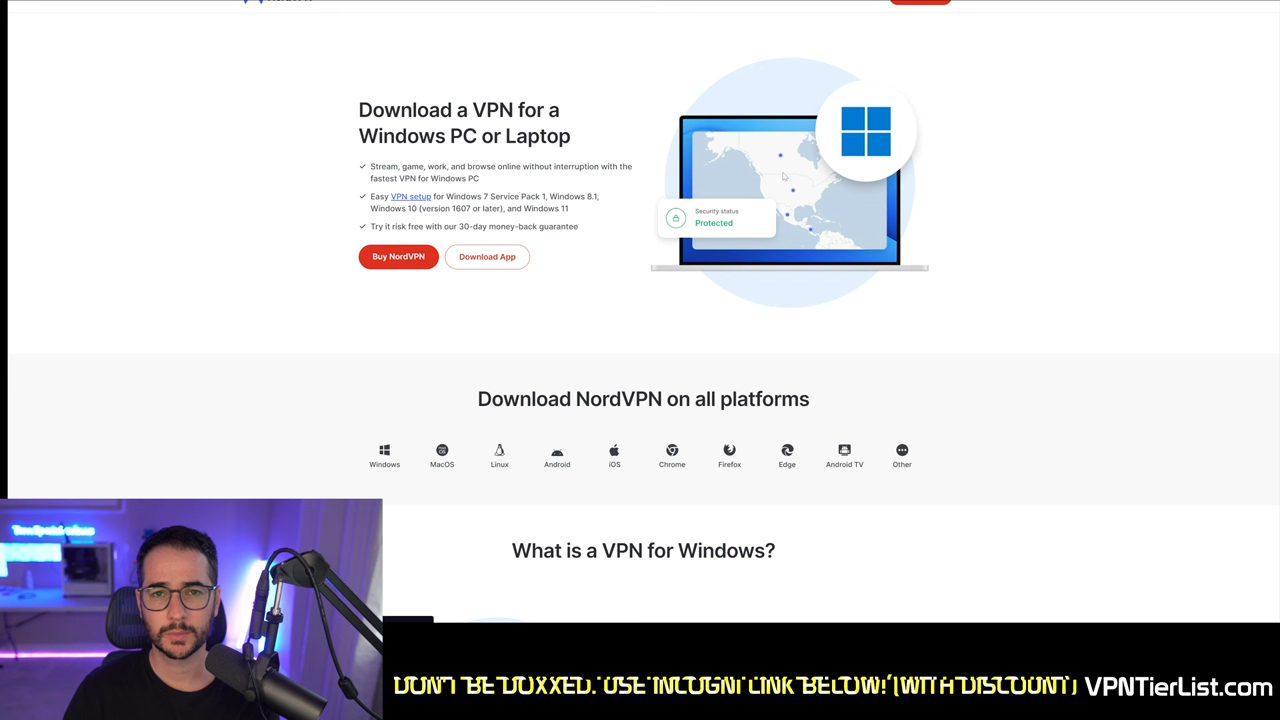 Download a VPN for a
Windows PC or Laptop
Stream, game, work, and browse online without interruption with the
fastest VPN for Windows PC
Easy VPN setup for Windows 7 Service Pack 1, Windows 8.1,
Windows 10 (version 1607 or later), and Windows 11
Try it risk free with our 30-day money-back guarantee
Buy NordVPN
Download App
Security status
Protected
Download NordVPN on all platforms
Windows
MacOS
Linux
Android
iOS
Chrome
Firefox
Edge
Android TV
Other
What is a VPN for Windows?
DON'T BE DOXXED. USE INCOGNI LINK BELOW! (WITH DISCOUNT)
VPNTierList.com